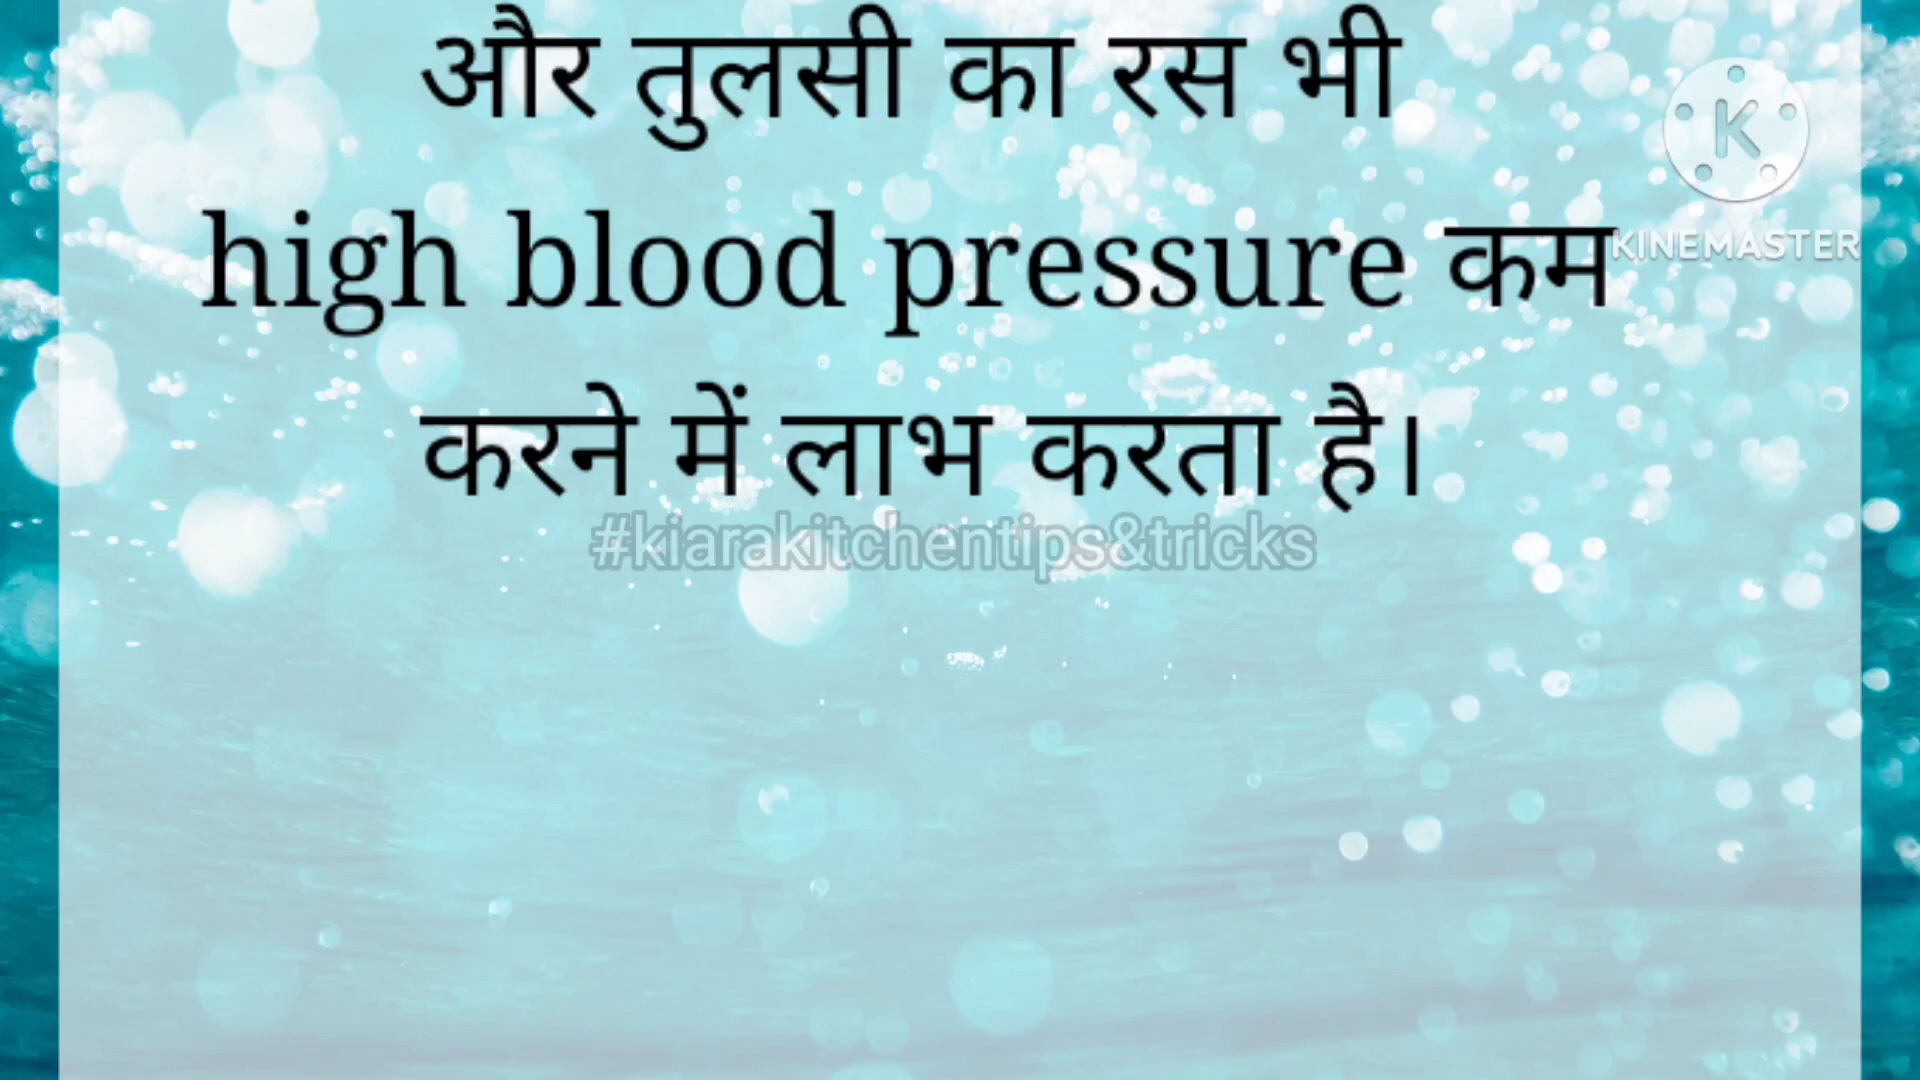 और तुलसी का रस भी
high blood pressure कम
करने में लाभ करता है।
#kiarakitchentips&tricks
K
KINEMASTER